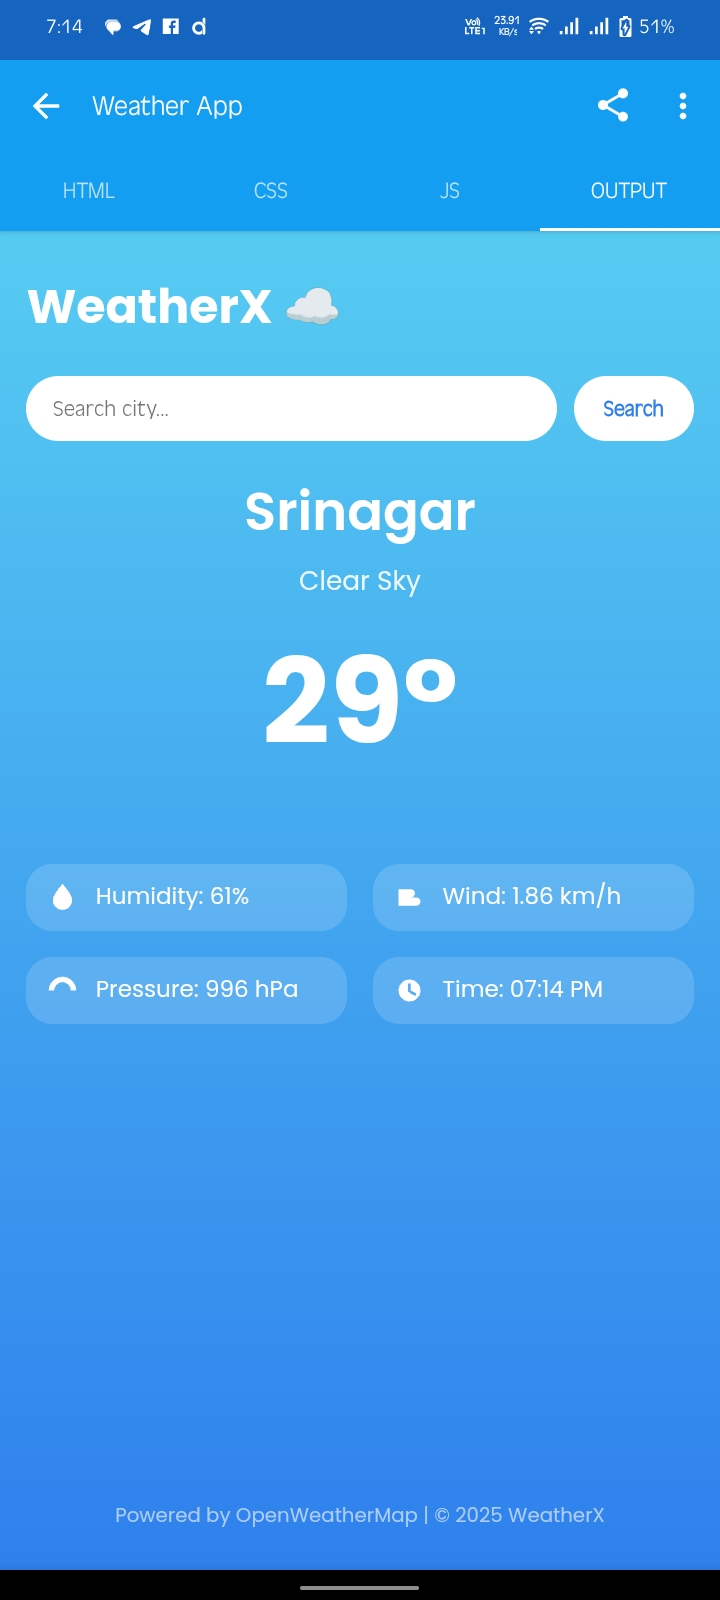 7:14 Vo)) LTE1 23.91 KB/s 51%
Weather App
HTML CSS JS OUTPUT
WeatherX
Search city... Search
Srinagar
Clear Sky
29°
Humidity: 61% Wind: 1.86 km/h
Pressure: 996 hPa Time: 07:14 PM
Powered by OpenWeatherMap | © 2025 WeatherX